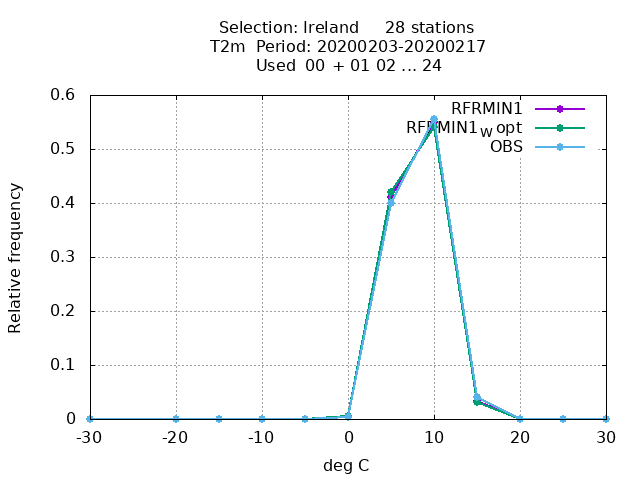 Selection: Ireland 28 stations
T2m Period: 20200203-20200217
Used 00 + 01 02 ... 24
RFRMIN1
RFRMIN1w opt
OBS
Relative frequency
0.6
0.5
0.4
0.3
0.2
0.1
0
-30 -20 -10 0 10 20 30
deg C